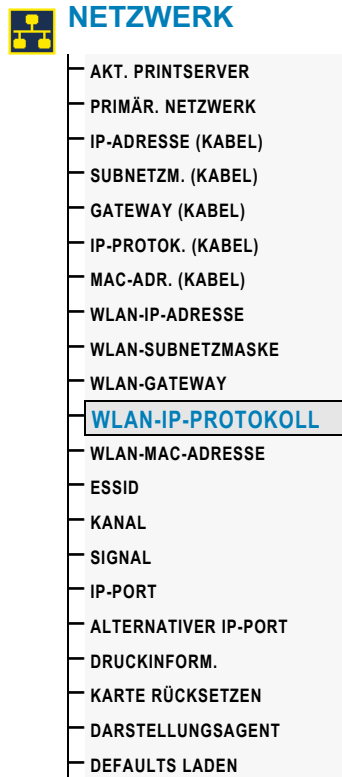 NETZWERK
AKT. PRINTSERVER
PRIMÄR. NETZWERK
IP-ADRESSE (KABEL)
SUBNETZM. (KABEL)
GATEWAY (KABEL)
IP-PROTOK. (KABEL)
MAC-ADR. (KABEL)
WLAN-IP-ADRESSE
WLAN-SUBNETZMASKE
WLAN-GATEWAY
WLAN-IP-PROTOKOLL
WLAN-MAC-ADRESSE
ESSID
KANAL
SIGNAL
IP-PORT
ALTERNATIVER IP-PORT
DRUCKINFORM.
KARTE RÜCKSETZEN
DARSTELLUNGSAGENT
DEFAULTS LADEN